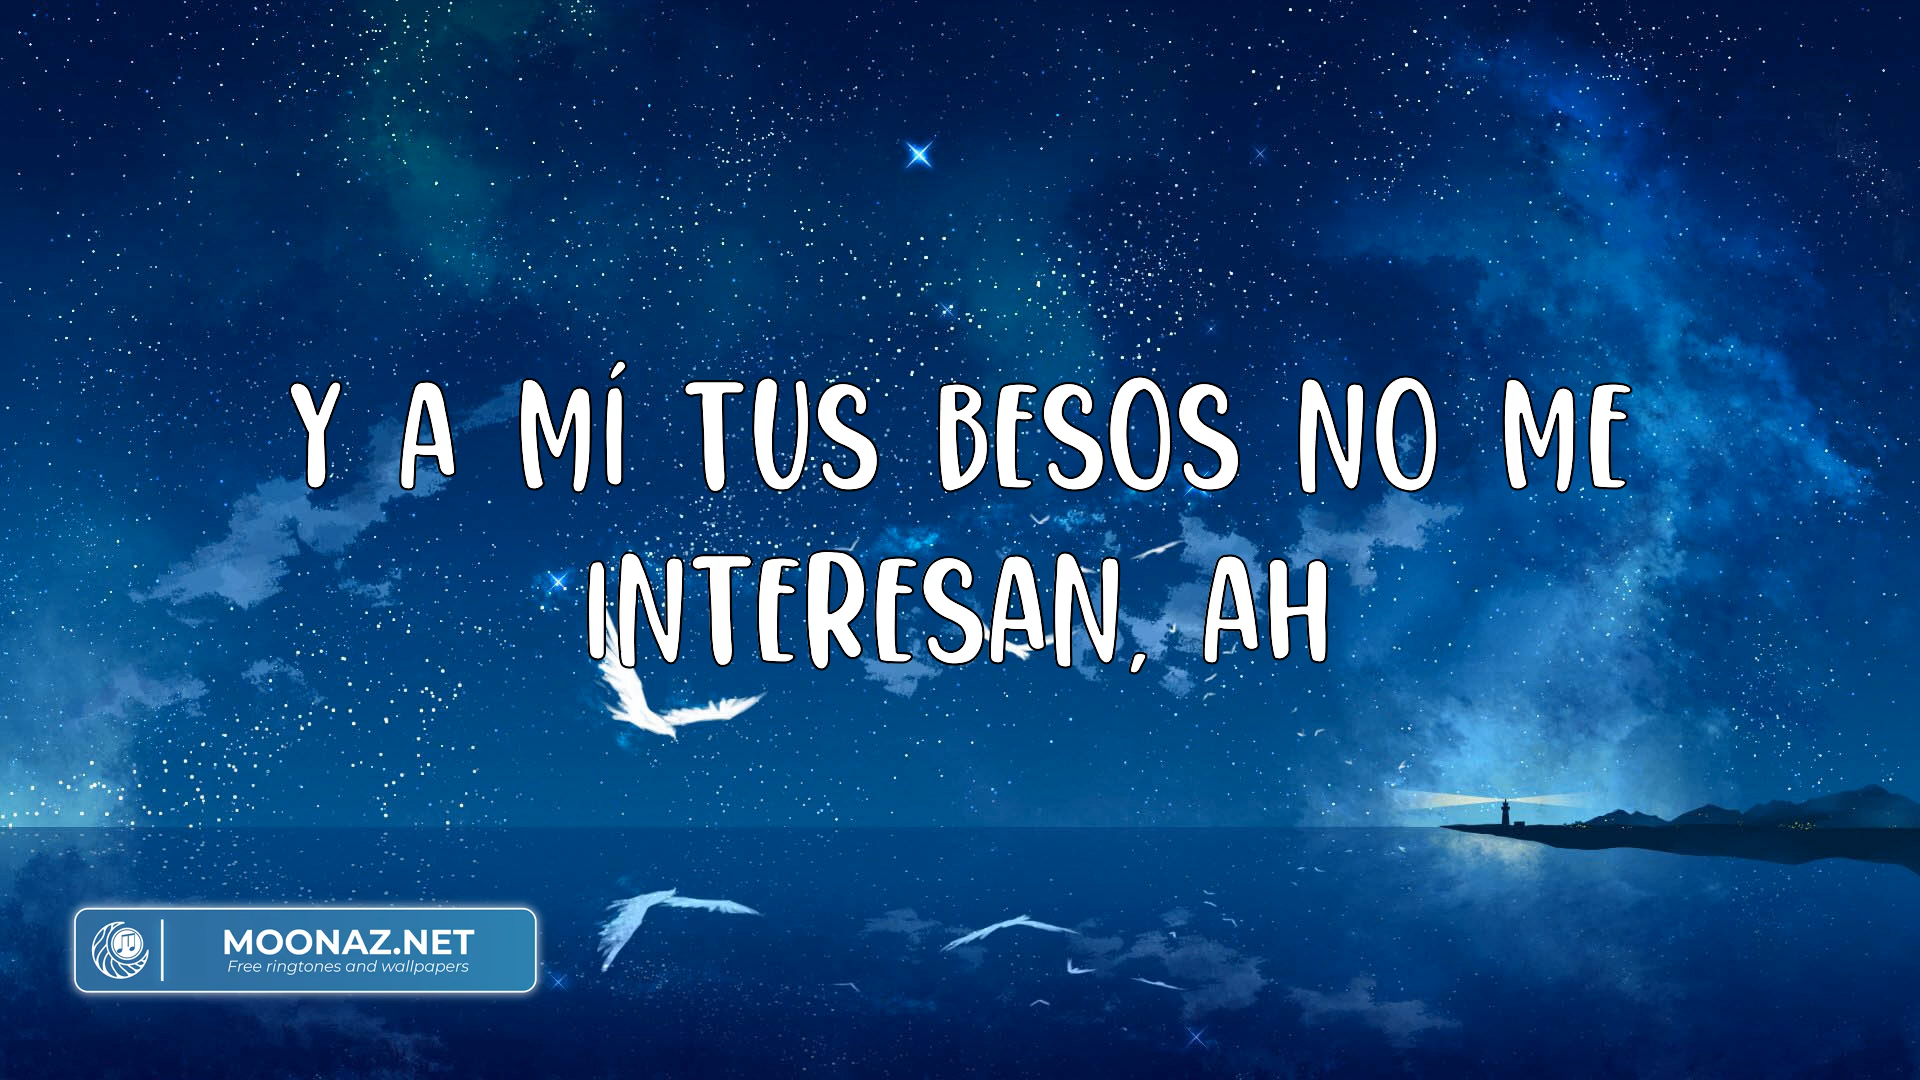 Y A MÍ TUS BESOS NO ME
INTERESAN, AH
MOONAZ.NET
Free ringtones and wallpapers